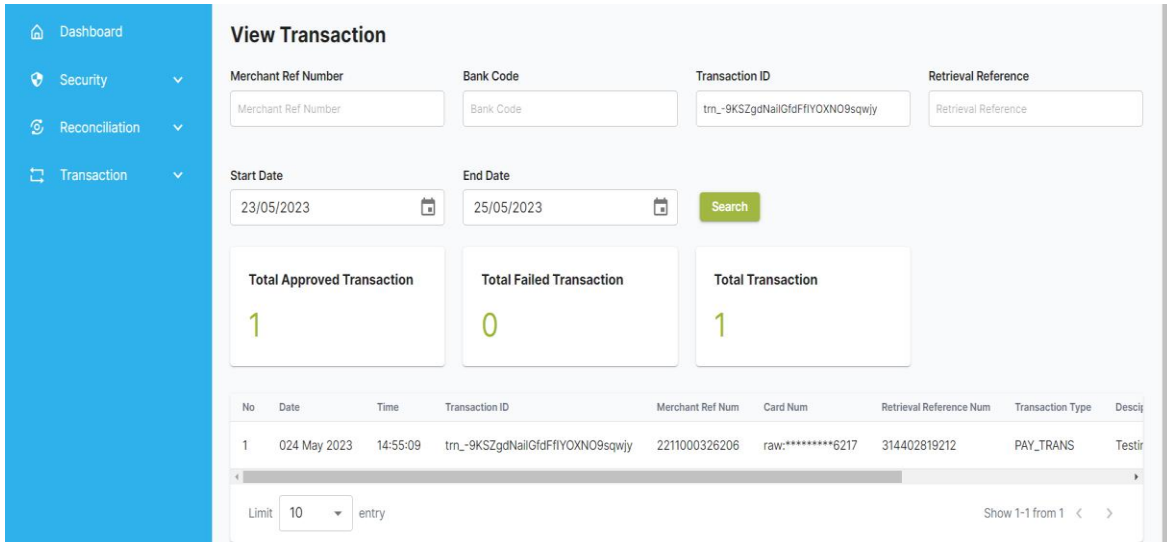 Dashboard
Security
Reconciliation
Transaction
View Transaction
Merchant Ref Number Bank Code Transaction ID Retrieval Reference
Merchant Ref Number Bank Code trn_-9KSZgdNailGfdFfIYOXNO9sqwjy Retrieval Reference
Start Date End Date
23/05/2023 25/05/2023 Search
Total Approved Transaction Total Failed Transaction Total Transaction
1 0 1
No Date Time Transaction ID Merchant Ref Num Card Num Retrieval Reference Num Transaction Type Descip
1 024 May 2023 14:55:09 trn_-9KSZgdNailGfdFfIYOXNO9sqwjy 2211000326206 raw:*********6217 314402819212 PAY_TRANS Testin
Limit 10 entry Show 1-1 from 1